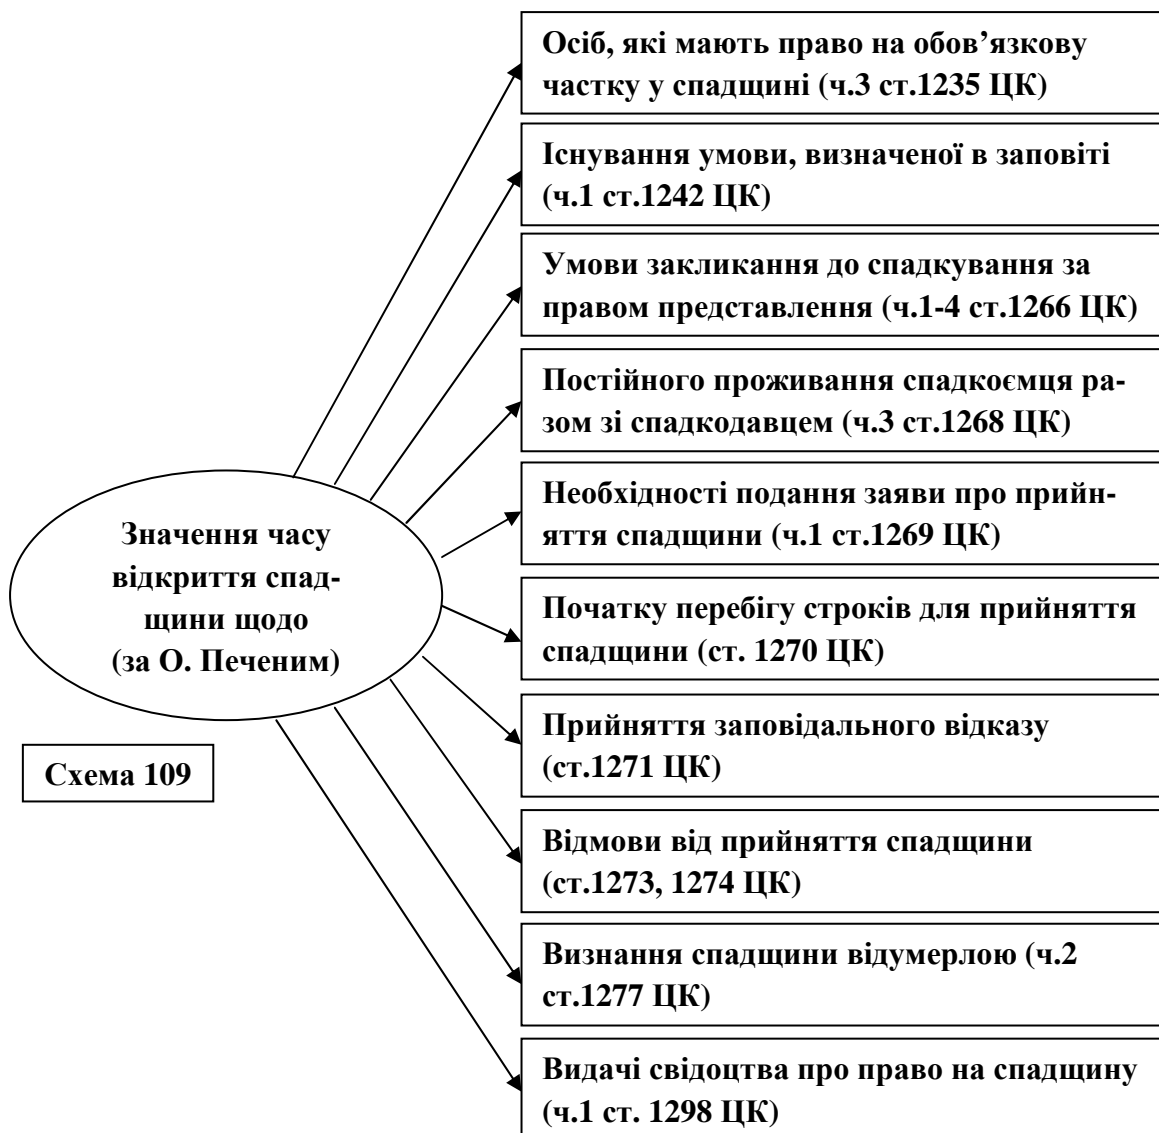 Осіб, які мають право на обов’язкову
частку у спадщині (ч.3 ст.1235 ЦК)
Існування умови, визначеної в заповіті
(ч.1 ст.1242 ЦК)
Умови закликання до спадкування за
правом представлення (ч.1-4 ст.1266 ЦК)
Постійного проживання спадкоємця ра-
зом зі спадкодавцем (ч.3 ст.1268 ЦК)
Необхідності подання заяви про прийн-
яття спадщини (ч.1 ст.1269 ЦК)
Початку перебігу строків для прийняття
спадщини (ст. 1270 ЦК)
Прийняття заповідального відказу
(ст.1271 ЦК)
Відмови від прийняття спадщини
(ст.1273, 1274 ЦК)
Визнання спадщини відумерлою (ч.2
ст.1277 ЦК)
Видачі свідоцтва про право на спадщину
(ч.1 ст. 1298 ЦК)
Значення часу
відкриття спад-
щини щодо
(за О. Печеним)
Схема 109